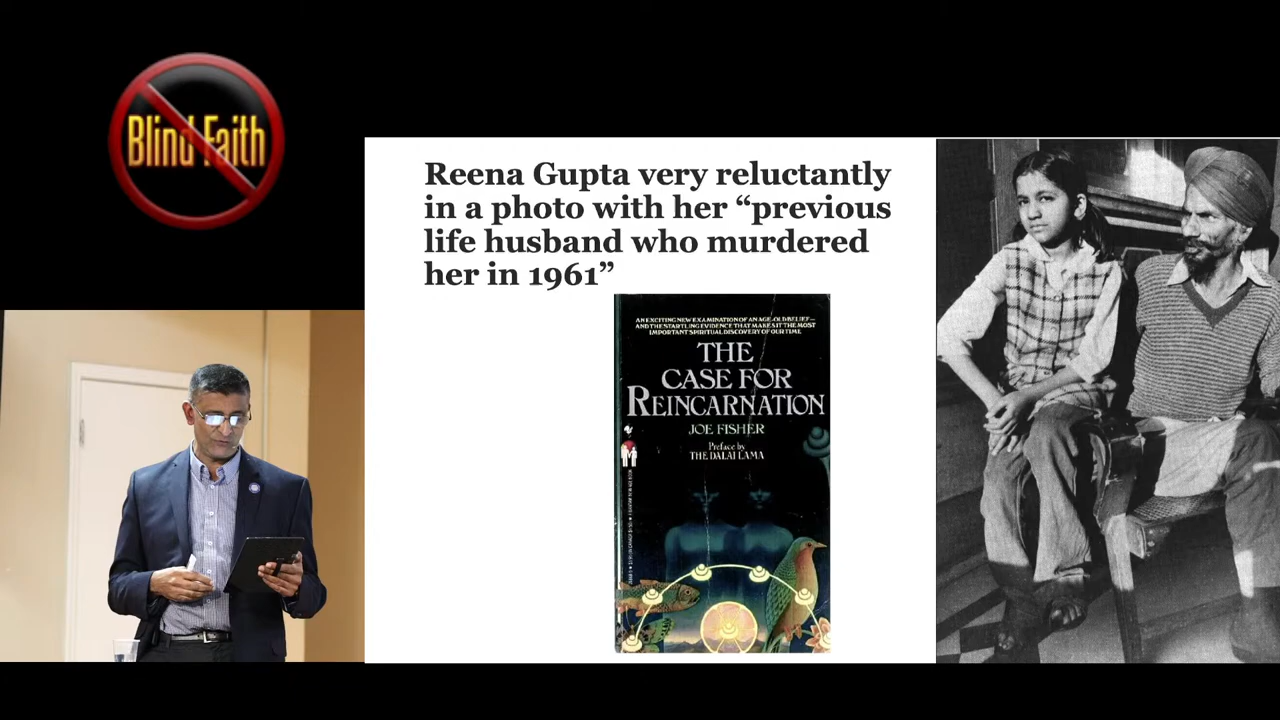 Blind Faith
Reena Gupta very reluctantly
in a photo with her “previous
life husband who murdered
her in 1961”
AN EXCITING NEW EXAMINATION OF AN AGE-OLD BELIEF—
AND THE STARTLING EVIDENCE THAT MAKES IT THE MOST
IMPORTANT SPIRITUAL DISCOVERY OF OUR TIME.
THE
CASE FOR
REINCARNATION
JOE FISHER
Preface by
THE DALAI LAMA